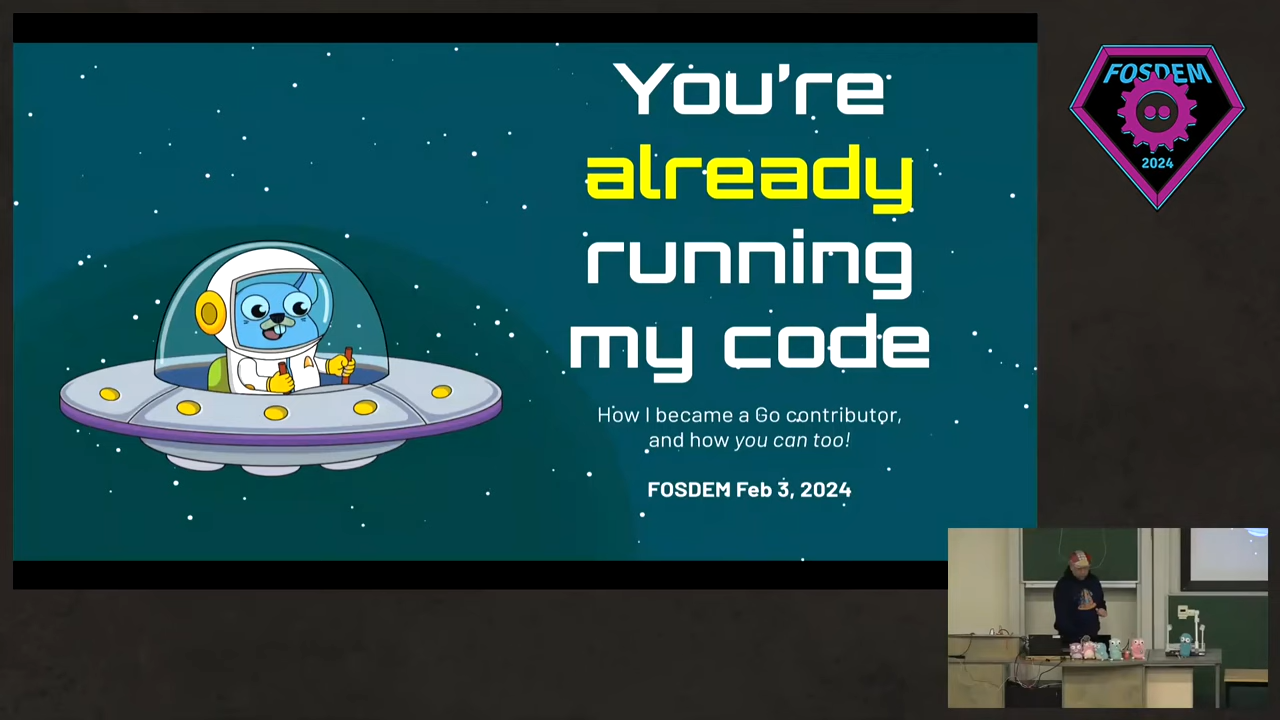 You're
already
running
my code
How I became a Go contributor,
and how you can too!
FOSDEM Feb 3, 2024
FOSDEM
2024